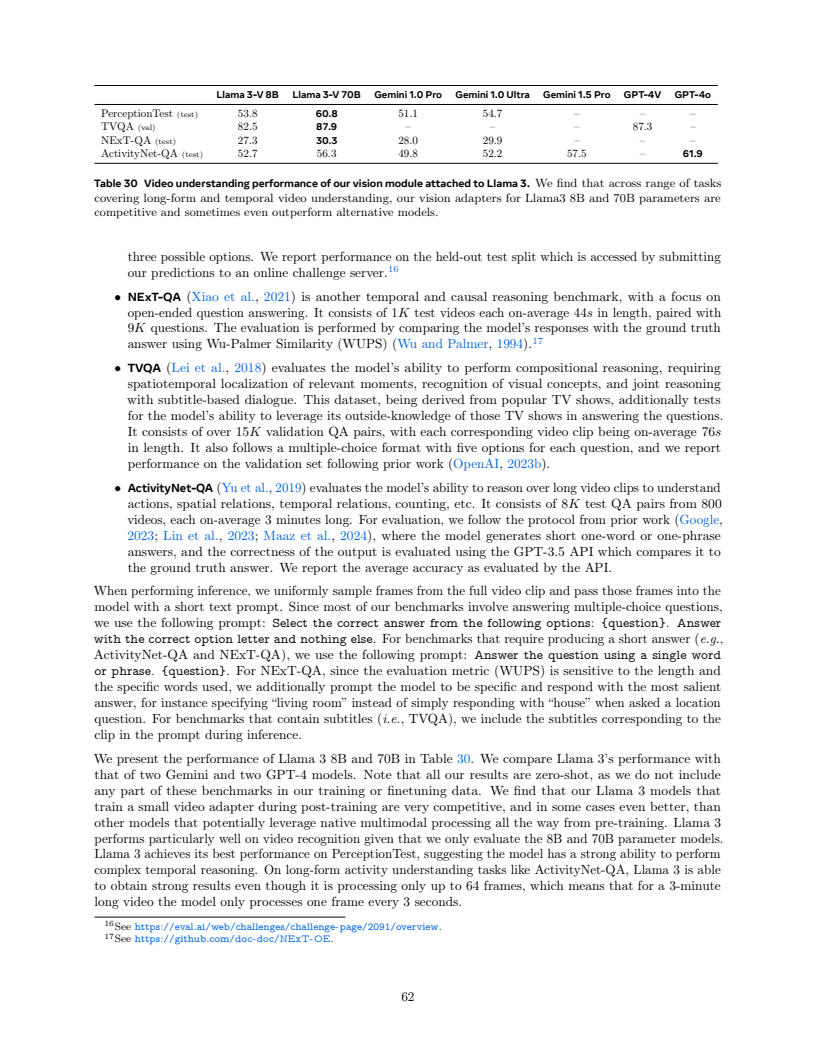 Llama 3-V 8B Llama 3-V 70B Gemini 1.0 Pro Gemini 1.0 Ultra Gemini 1.5 Pro GPT-4V GPT-4o
PerceptionTest (test) 53.8 60.8 51.1 54.7 – – –
TVQA (val) 82.5 87.9 – – – 87.3 –
NExT-QA (test) 27.3 30.3 28.0 29.9 – – –
ActivityNet-QA (test) 52.7 56.3 49.8 52.2 57.5 – 61.9
Table 30 Video understanding performance of our vision module attached to Llama 3. We find that across range of tasks
covering long-form and temporal video understanding, our vision adapters for Llama3 8B and 70B parameters are
competitive and sometimes even outperform alternative models.
three possible options. We report performance on the held-out test split which is accessed by submitting
our predictions to an online challenge server.16
• NExT-QA (Xiao et al., 2021) is another temporal and causal reasoning benchmark, with a focus on
open-ended question answering. It consists of 1K test videos each on-average 44s in length, paired with
9K questions. The evaluation is performed by comparing the model's responses with the ground truth
answer using Wu-Palmer Similarity (WUPS) (Wu and Palmer, 1994).17
• TVQA (Lei et al., 2018) evaluates the model's ability to perform compositional reasoning, requiring
spatiotemporal localization of relevant moments, recognition of visual concepts, and joint reasoning
with subtitle-based dialogue. This dataset, being derived from popular TV shows, additionally tests
for the model's ability to leverage its outside-knowledge of those TV shows in answering the questions.
It consists of over 15K validation QA pairs, with each corresponding video clip being on-average 76s
in length. It also follows a multiple-choice format with five options for each question, and we report
performance on the validation set following prior work (OpenAI, 2023b).
• ActivityNet-QA (Yu et al., 2019) evaluates the model's ability to reason over long video clips to understand
actions, spatial relations, temporal relations, counting, etc. It consists of 8K test QA pairs from 800
videos, each on-average 3 minutes long. For evaluation, we follow the protocol from prior work (Google,
2023; Lin et al., 2023; Maaz et al., 2024), where the model generates short one-word or one-phrase
answers, and the correctness of the output is evaluated using the GPT-3.5 API which compares it to
the ground truth answer. We report the average accuracy as evaluated by the API.
When performing inference, we uniformly sample frames from the full video clip and pass those frames into the
model with a short text prompt. Since most of our benchmarks involve answering multiple-choice questions,
we use the following prompt: Select the correct answer from the following options: {question}. Answer
with the correct option letter and nothing else. For benchmarks that require producing a short answer (e.g.,
ActivityNet-QA and NExT-QA), we use the following prompt: Answer the question using a single word
or phrase. {question}. For NExT-QA, since the evaluation metric (WUPS) is sensitive to the length and
the specific words used, we additionally prompt the model to be specific and respond with the most salient
answer, for instance specifying “living room” instead of simply responding with “house” when asked a location
question. For benchmarks that contain subtitles (i.e., TVQA), we include the subtitles corresponding to the
clip in the prompt during inference.
We present the performance of Llama 3 8B and 70B in Table 30. We compare Llama 3's performance with
that of two Gemini and two GPT-4 models. Note that all our results are zero-shot, as we do not include
any part of these benchmarks in our training or finetuning data. We find that our Llama 3 models that
train a small video adapter during post-training are very competitive, and in some cases even better, than
other models that potentially leverage native multimodal processing all the way from pre-training. Llama 3
performs particularly well on video recognition given that we only evaluate the 8B and 70B parameter models.
Llama 3 achieves its best performance on PerceptionTest, suggesting the model has a strong ability to perform
complex temporal reasoning. On long-form activity understanding tasks like ActivityNet-QA, Llama 3 is able
to obtain strong results even though it is processing only up to 64 frames, which means that for a 3-minute
long video the model only processes one frame every 3 seconds.
16See https://eval.ai/web/challenges/challenge-page/2091/overview.
17See https://github.com/doc-doc/NExT-OE.
62